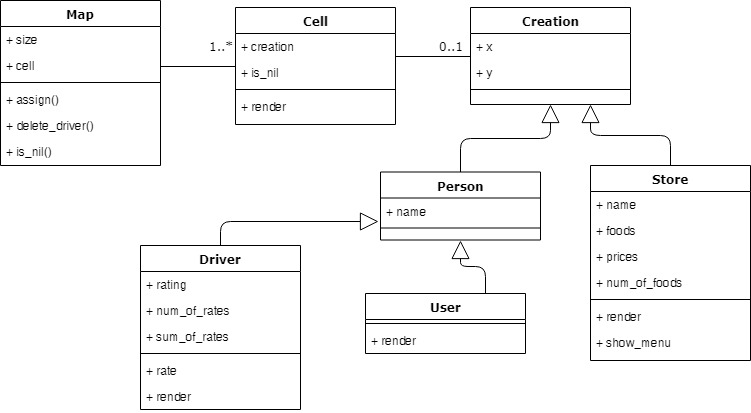 Map
+ size
+ cell
+ assign()
+ delete_driver()
+ is_nil()
1..*
Cell
+ creation
+ is_nil
+ render
0..1
Creation
+ x
+ y
Person
+ name
Store
+ name
+ foods
+ prices
+ num_of_foods
+ render
+ show_menu
Driver
+ rating
+ num_of_rates
+ sum_of_rates
+ rate
+ render
User
+ render